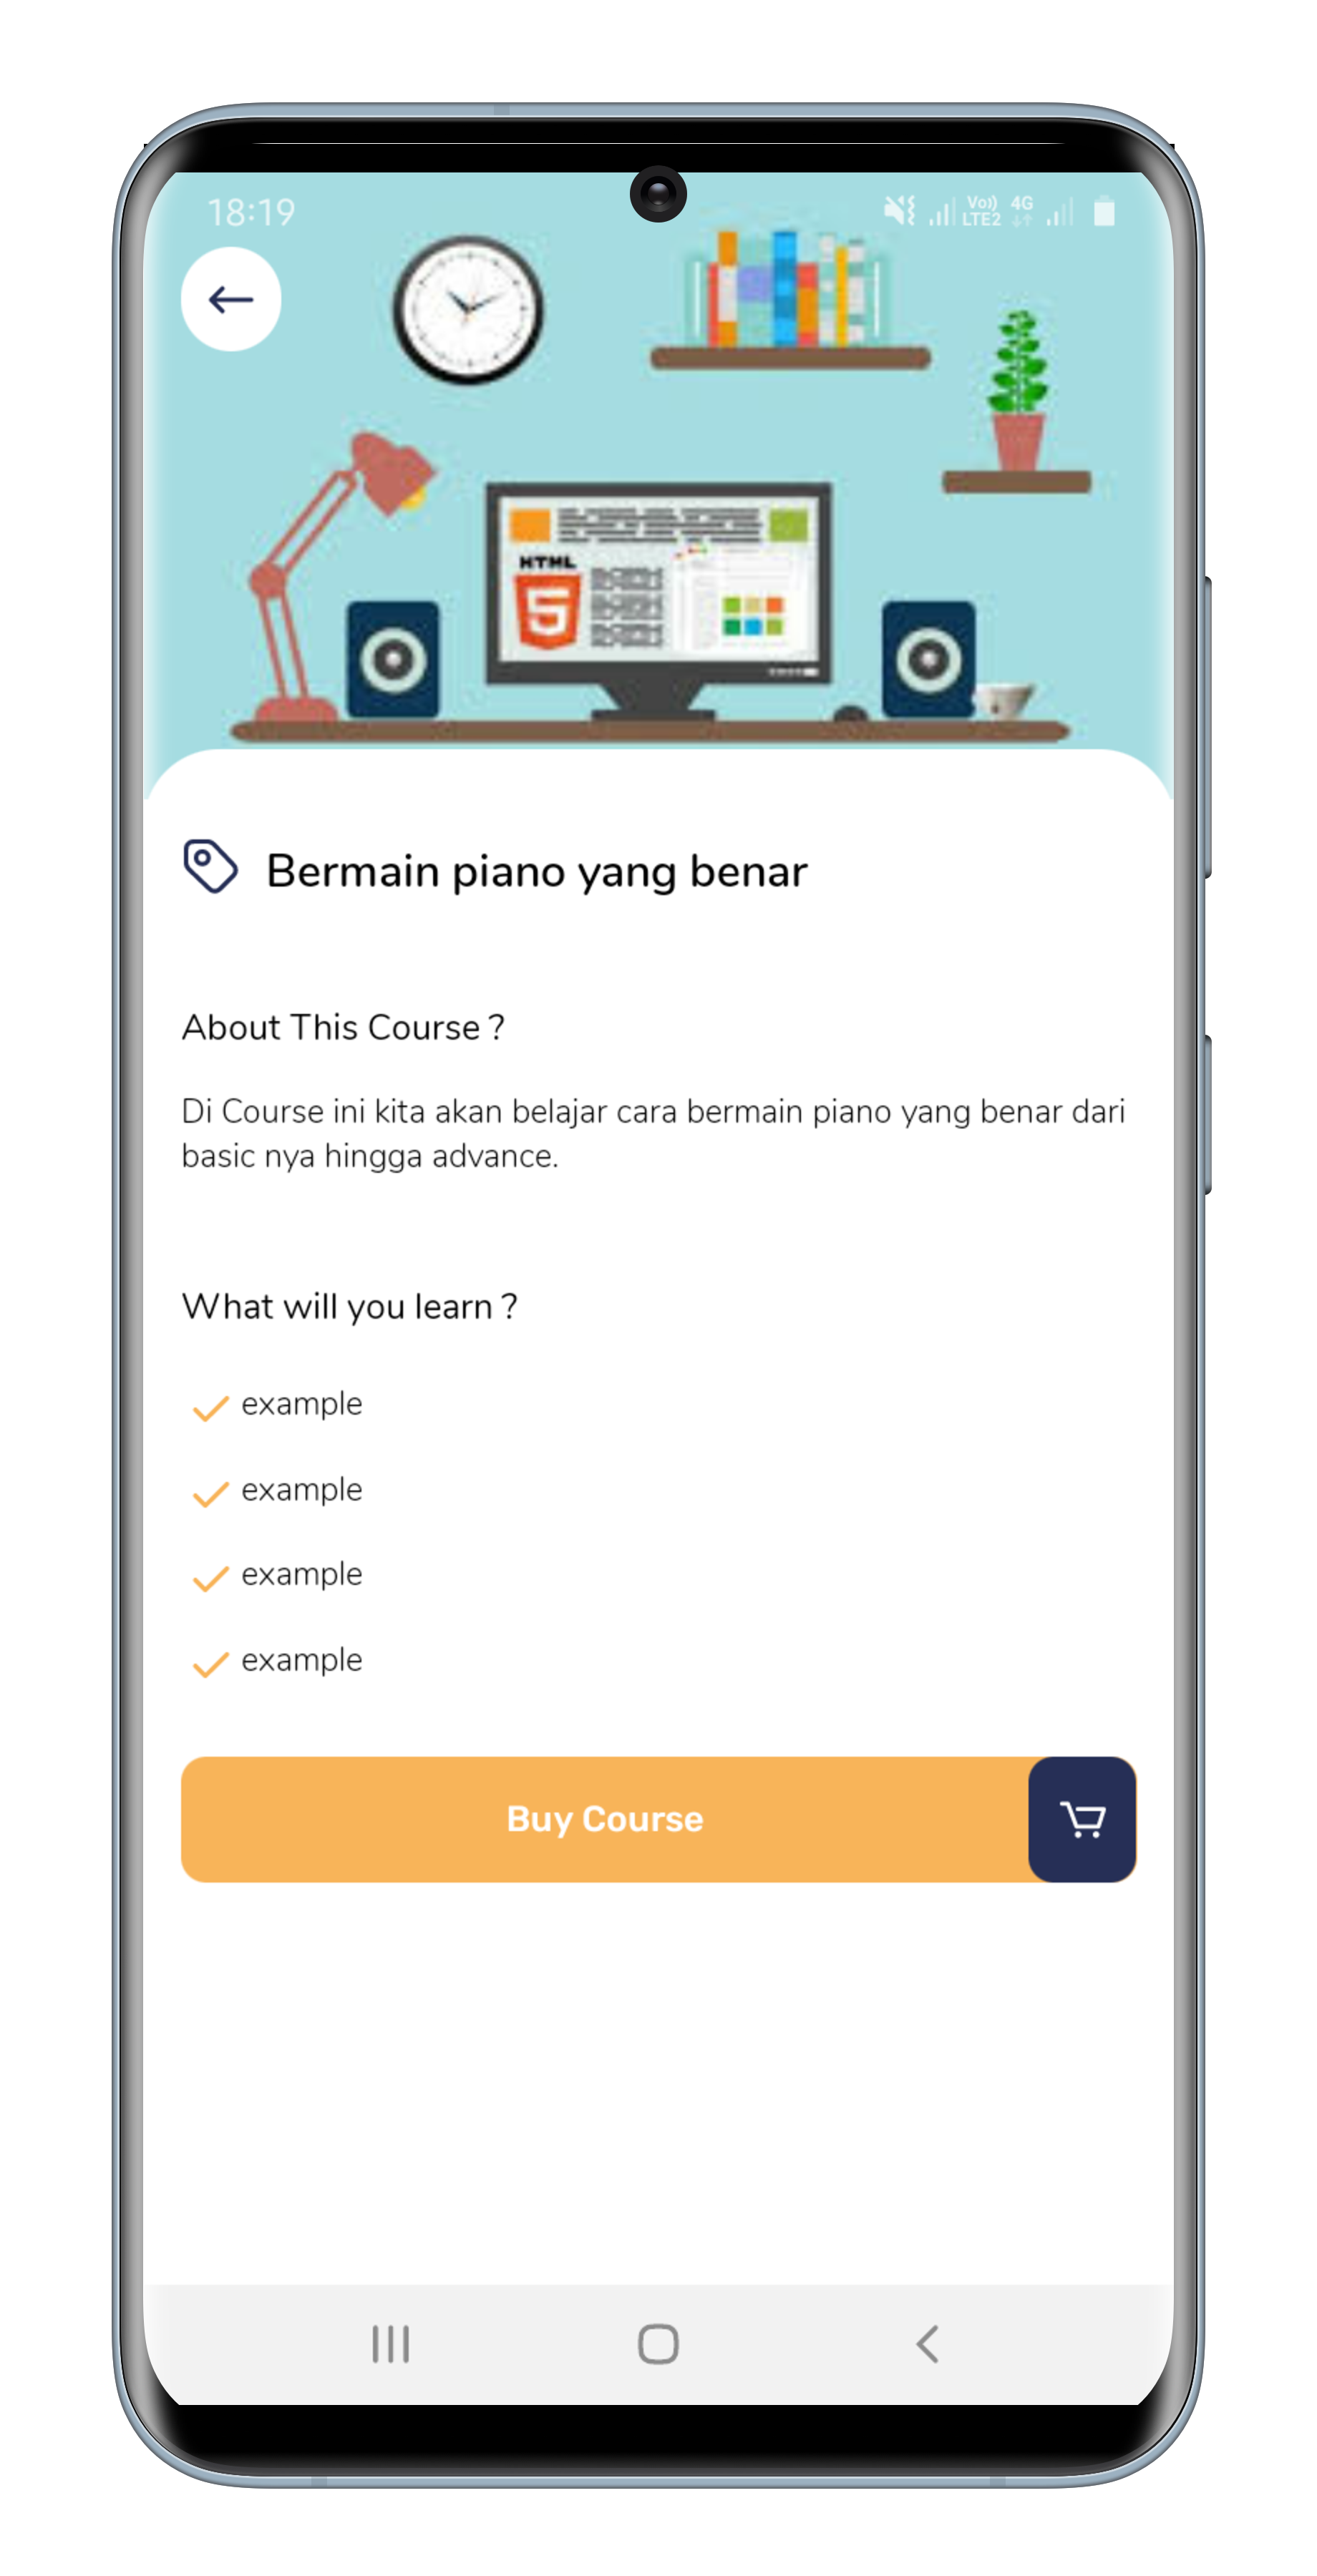 18:19
Vo)) 4G
LTE2
HTML
5
Bermain piano yang benar
About This Course ?
Di Course ini kita akan belajar cara bermain piano yang benar dari
basic nya hingga advance.
What will you learn ?
example
example
example
example
Buy Course